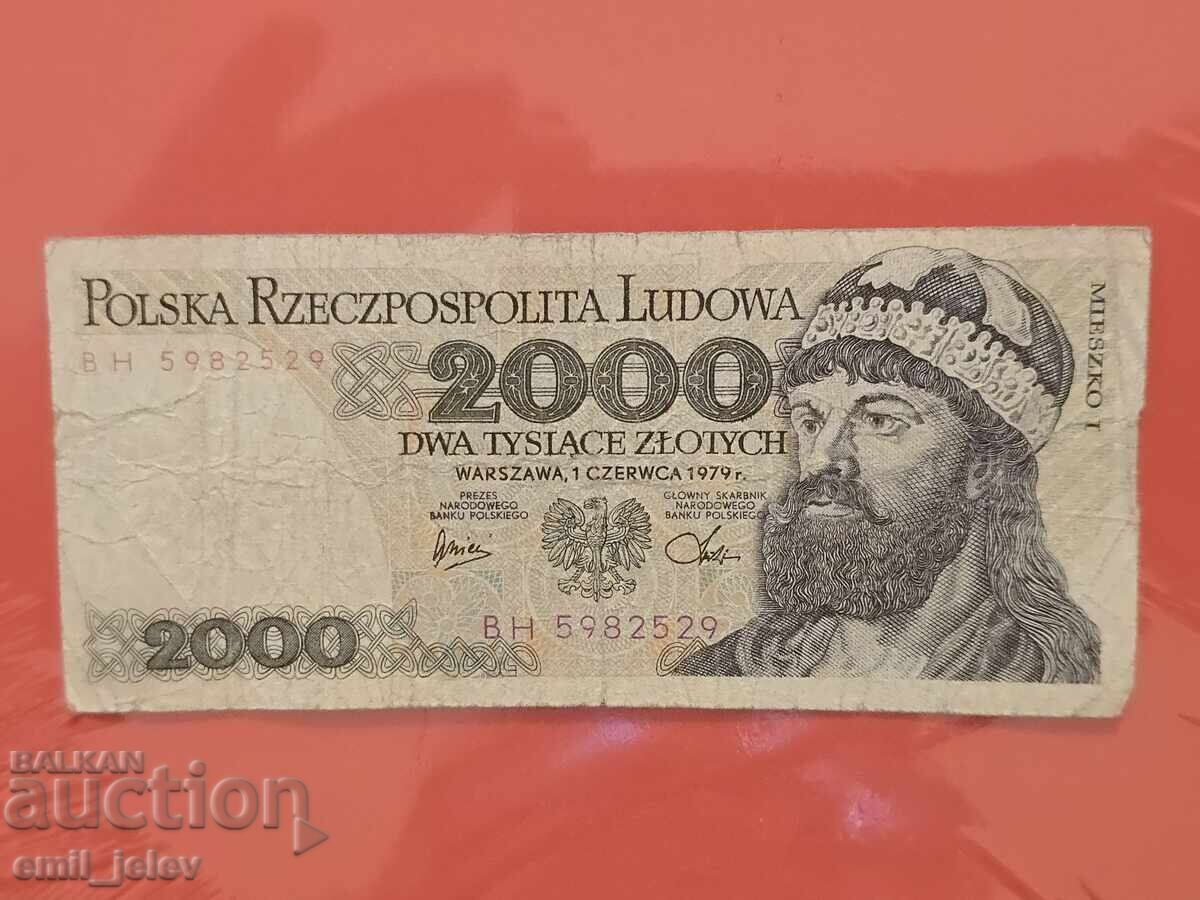 POLSKA RZECZPOSPOLITA LUDOWA
BH 5982529
2000
DWA TYSIĄCE ZŁOTYCH
WARSZAWA, 1 CZERWCA 1979 r.
PREZES
NARODOWEGO
BANKU POLSKIEGO
GŁÓWNY SKARBNIK
NARODOWEGO
BANKU POLSKIEGO
BH 5982529
2000
MIESZKO I
BALKAN
auction
emil_jelev